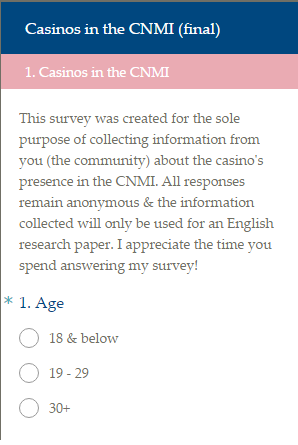 Casinos in the CNMI (final)
1. Casinos in the CNMI
This survey was created for the sole
purpose of collecting information from
you (the community) about the casino's
presence in the CNMI. All responses
remain anonymous & the information
collected will only be used for an English
research paper. I appreciate the time you
spend answering my survey!
* 1. Age
18 & below
19 - 29
30+